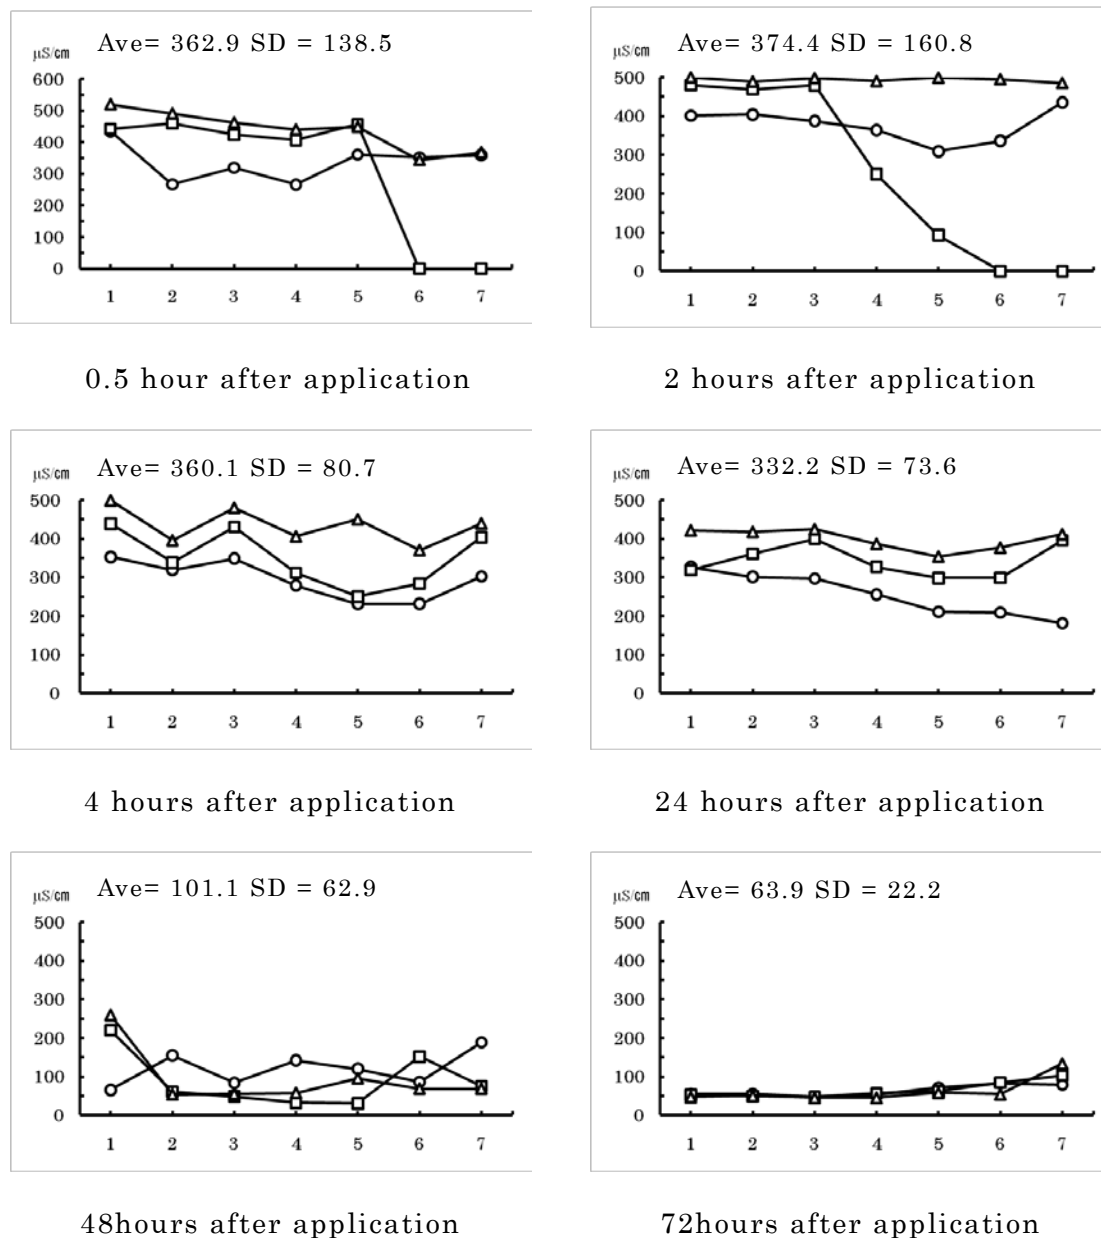 Ave= 362.9 SD = 138.5
μS/cm
600
500
400
300
200
100
0
1 2 3 4 5 6 7
0.5 hour after application
Ave= 374.4 SD = 160.8
μS/cm
500
400
300
200
100
0
1 2 3 4 5 6 7
2 hours after application
Ave= 360.1 SD = 80.7
μS/cm
500
400
300
200
100
0
1 2 3 4 5 6 7
4 hours after application
Ave= 332.2 SD = 73.6
μS/cm
500
400
300
200
100
0
1 2 3 4 5 6 7
24 hours after application
Ave= 101.1 SD = 62.9
μS/cm
500
400
300
200
100
0
1 2 3 4 5 6 7
48hours after application
Ave= 63.9 SD = 22.2
μS/cm
500
400
300
200
100
0
1 2 3 4 5 6 7
72hours after application